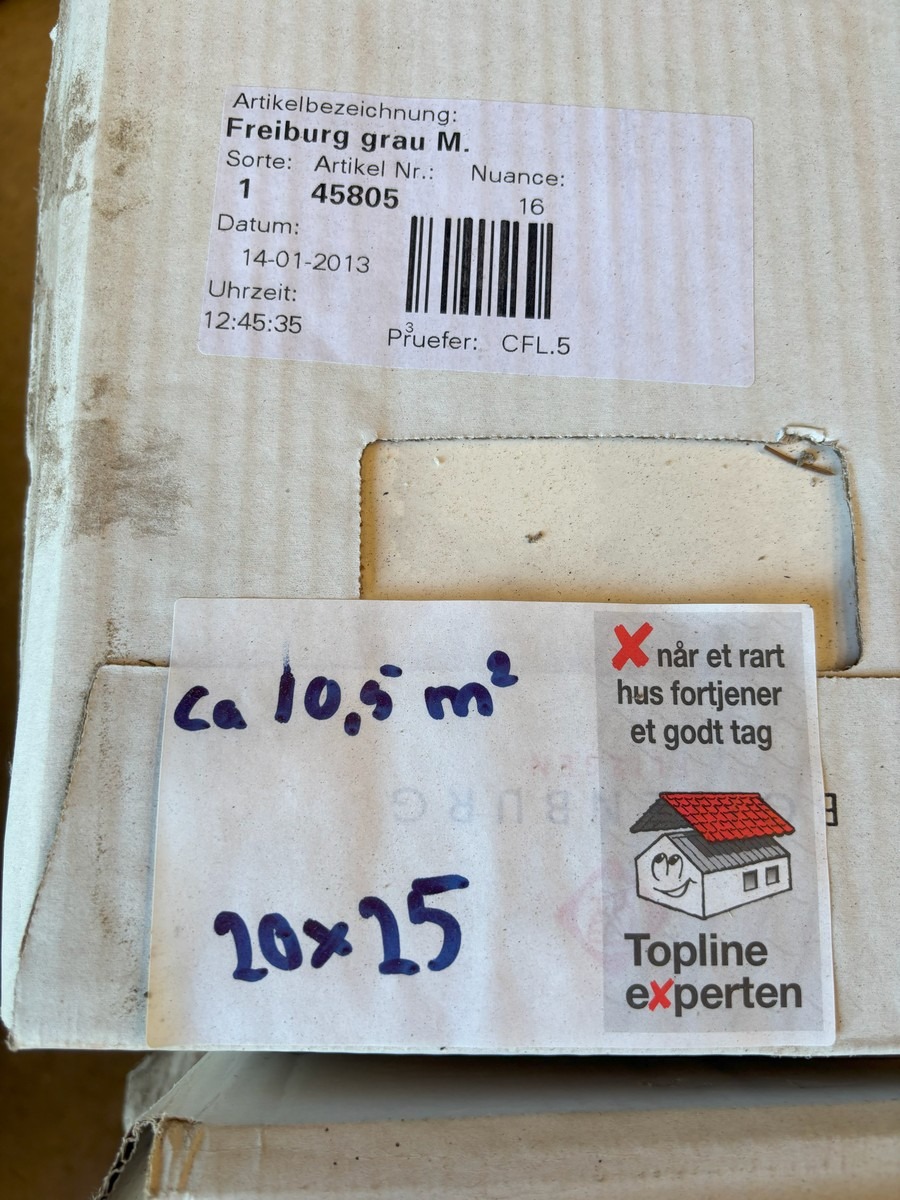 Artikelbezeichnung:
Freiburg grau M.
Sorte: Artikel Nr.: Nuance:
1 45805 16
Datum:
14-01-2013
Uhrzeit:
12:45:35
3
Pruefer: CFL.5
ca 10,5 m²
20x25
x når et rart
hus fortjener
et godt tag
Topline
experten